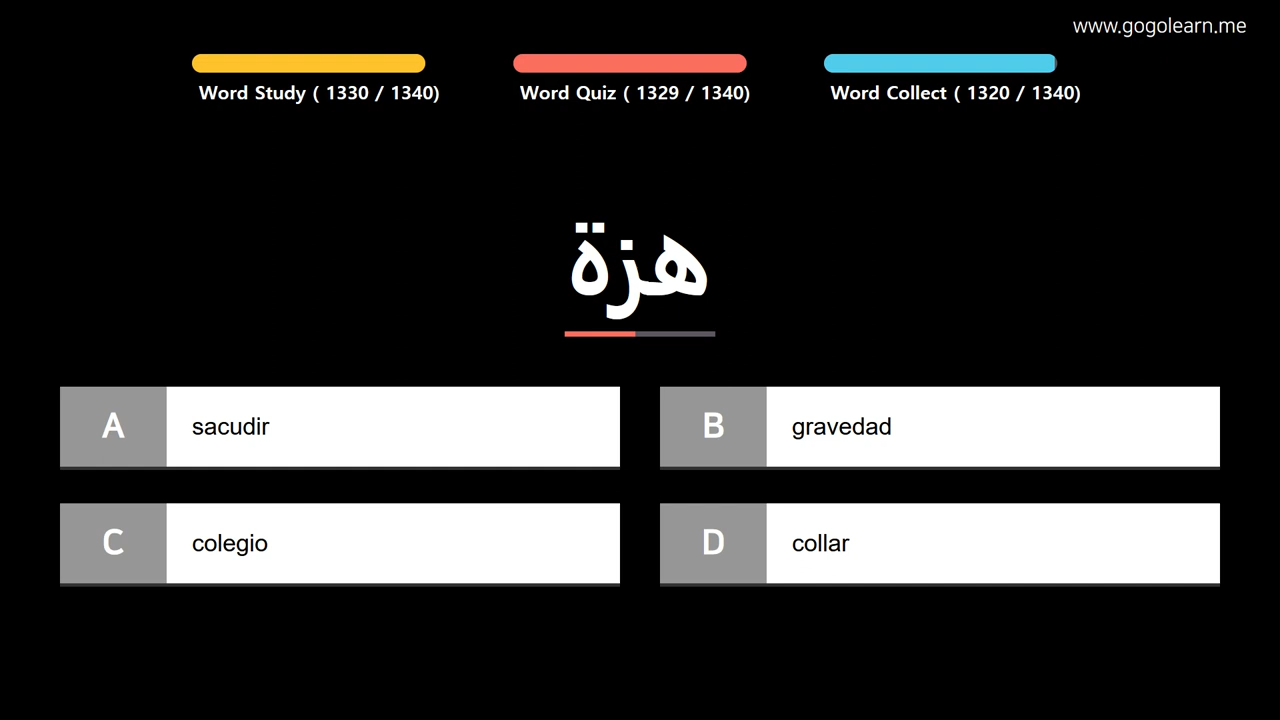 www.gogolearn.me
Word Study ( 1330 / 1340)
Word Quiz ( 1329 / 1340)
Word Collect ( 1320 / 1340)
هزة
A
sacudir
B
gravedad
C
colegio
D
collar